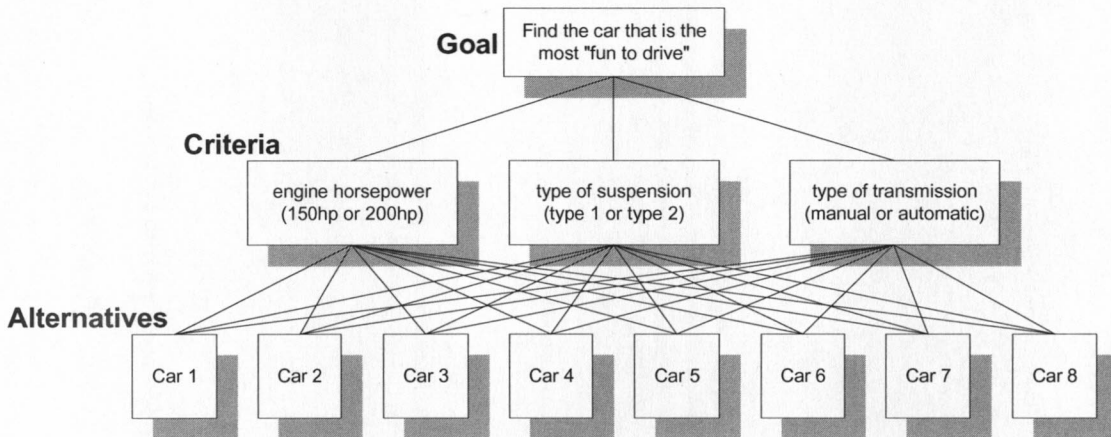 Goal
Find the car that is the
most "fun to drive"
Criteria
engine horsepower
(150hp or 200hp)
type of suspension
(type 1 or type 2)
type of transmission
(manual or automatic)
Alternatives
Car 1
Car 2
Car 3
Car 4
Car 5
Car 6
Car 7
Car 8